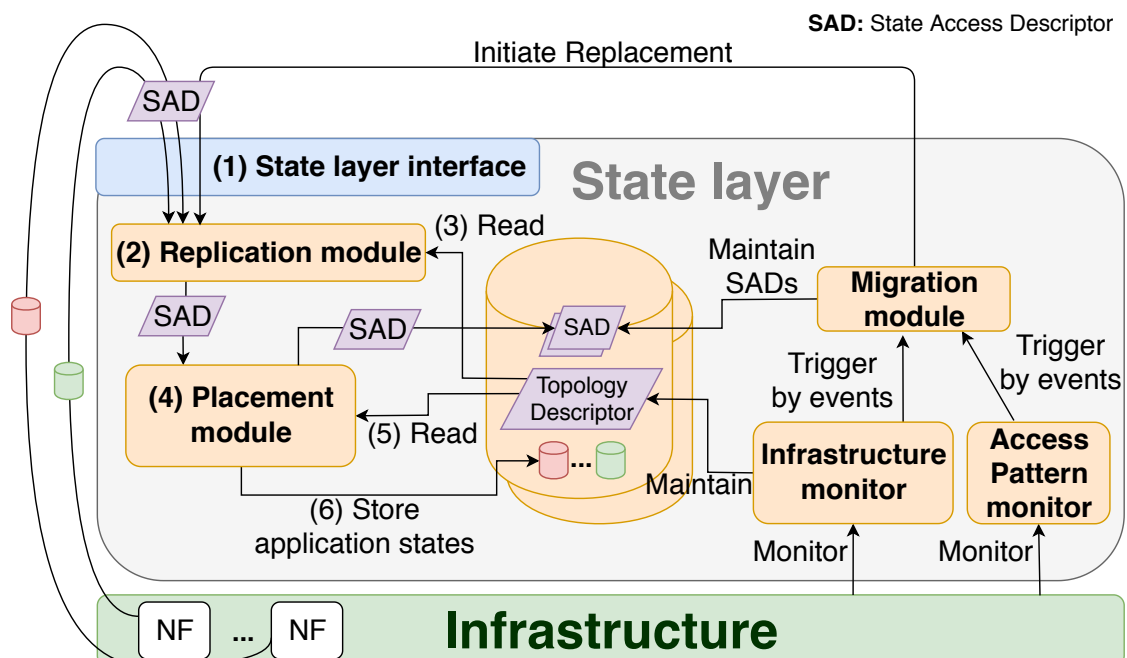 SAD: State Access Descriptor
Initiate Replacement
SAD
(1) State layer interface
State layer
(2) Replication module
(3) Read
Maintain
SADs
Migration
module
SAD
SAD
SAD
Trigger
by events
Trigger
by events
(4) Placement
module
Topology
Descriptor
(5) Read
...
Maintain
Infrastructure
monitor
Access
Pattern
monitor
(6) Store
application states
Monitor
Monitor
NF
...
NF
Infrastructure